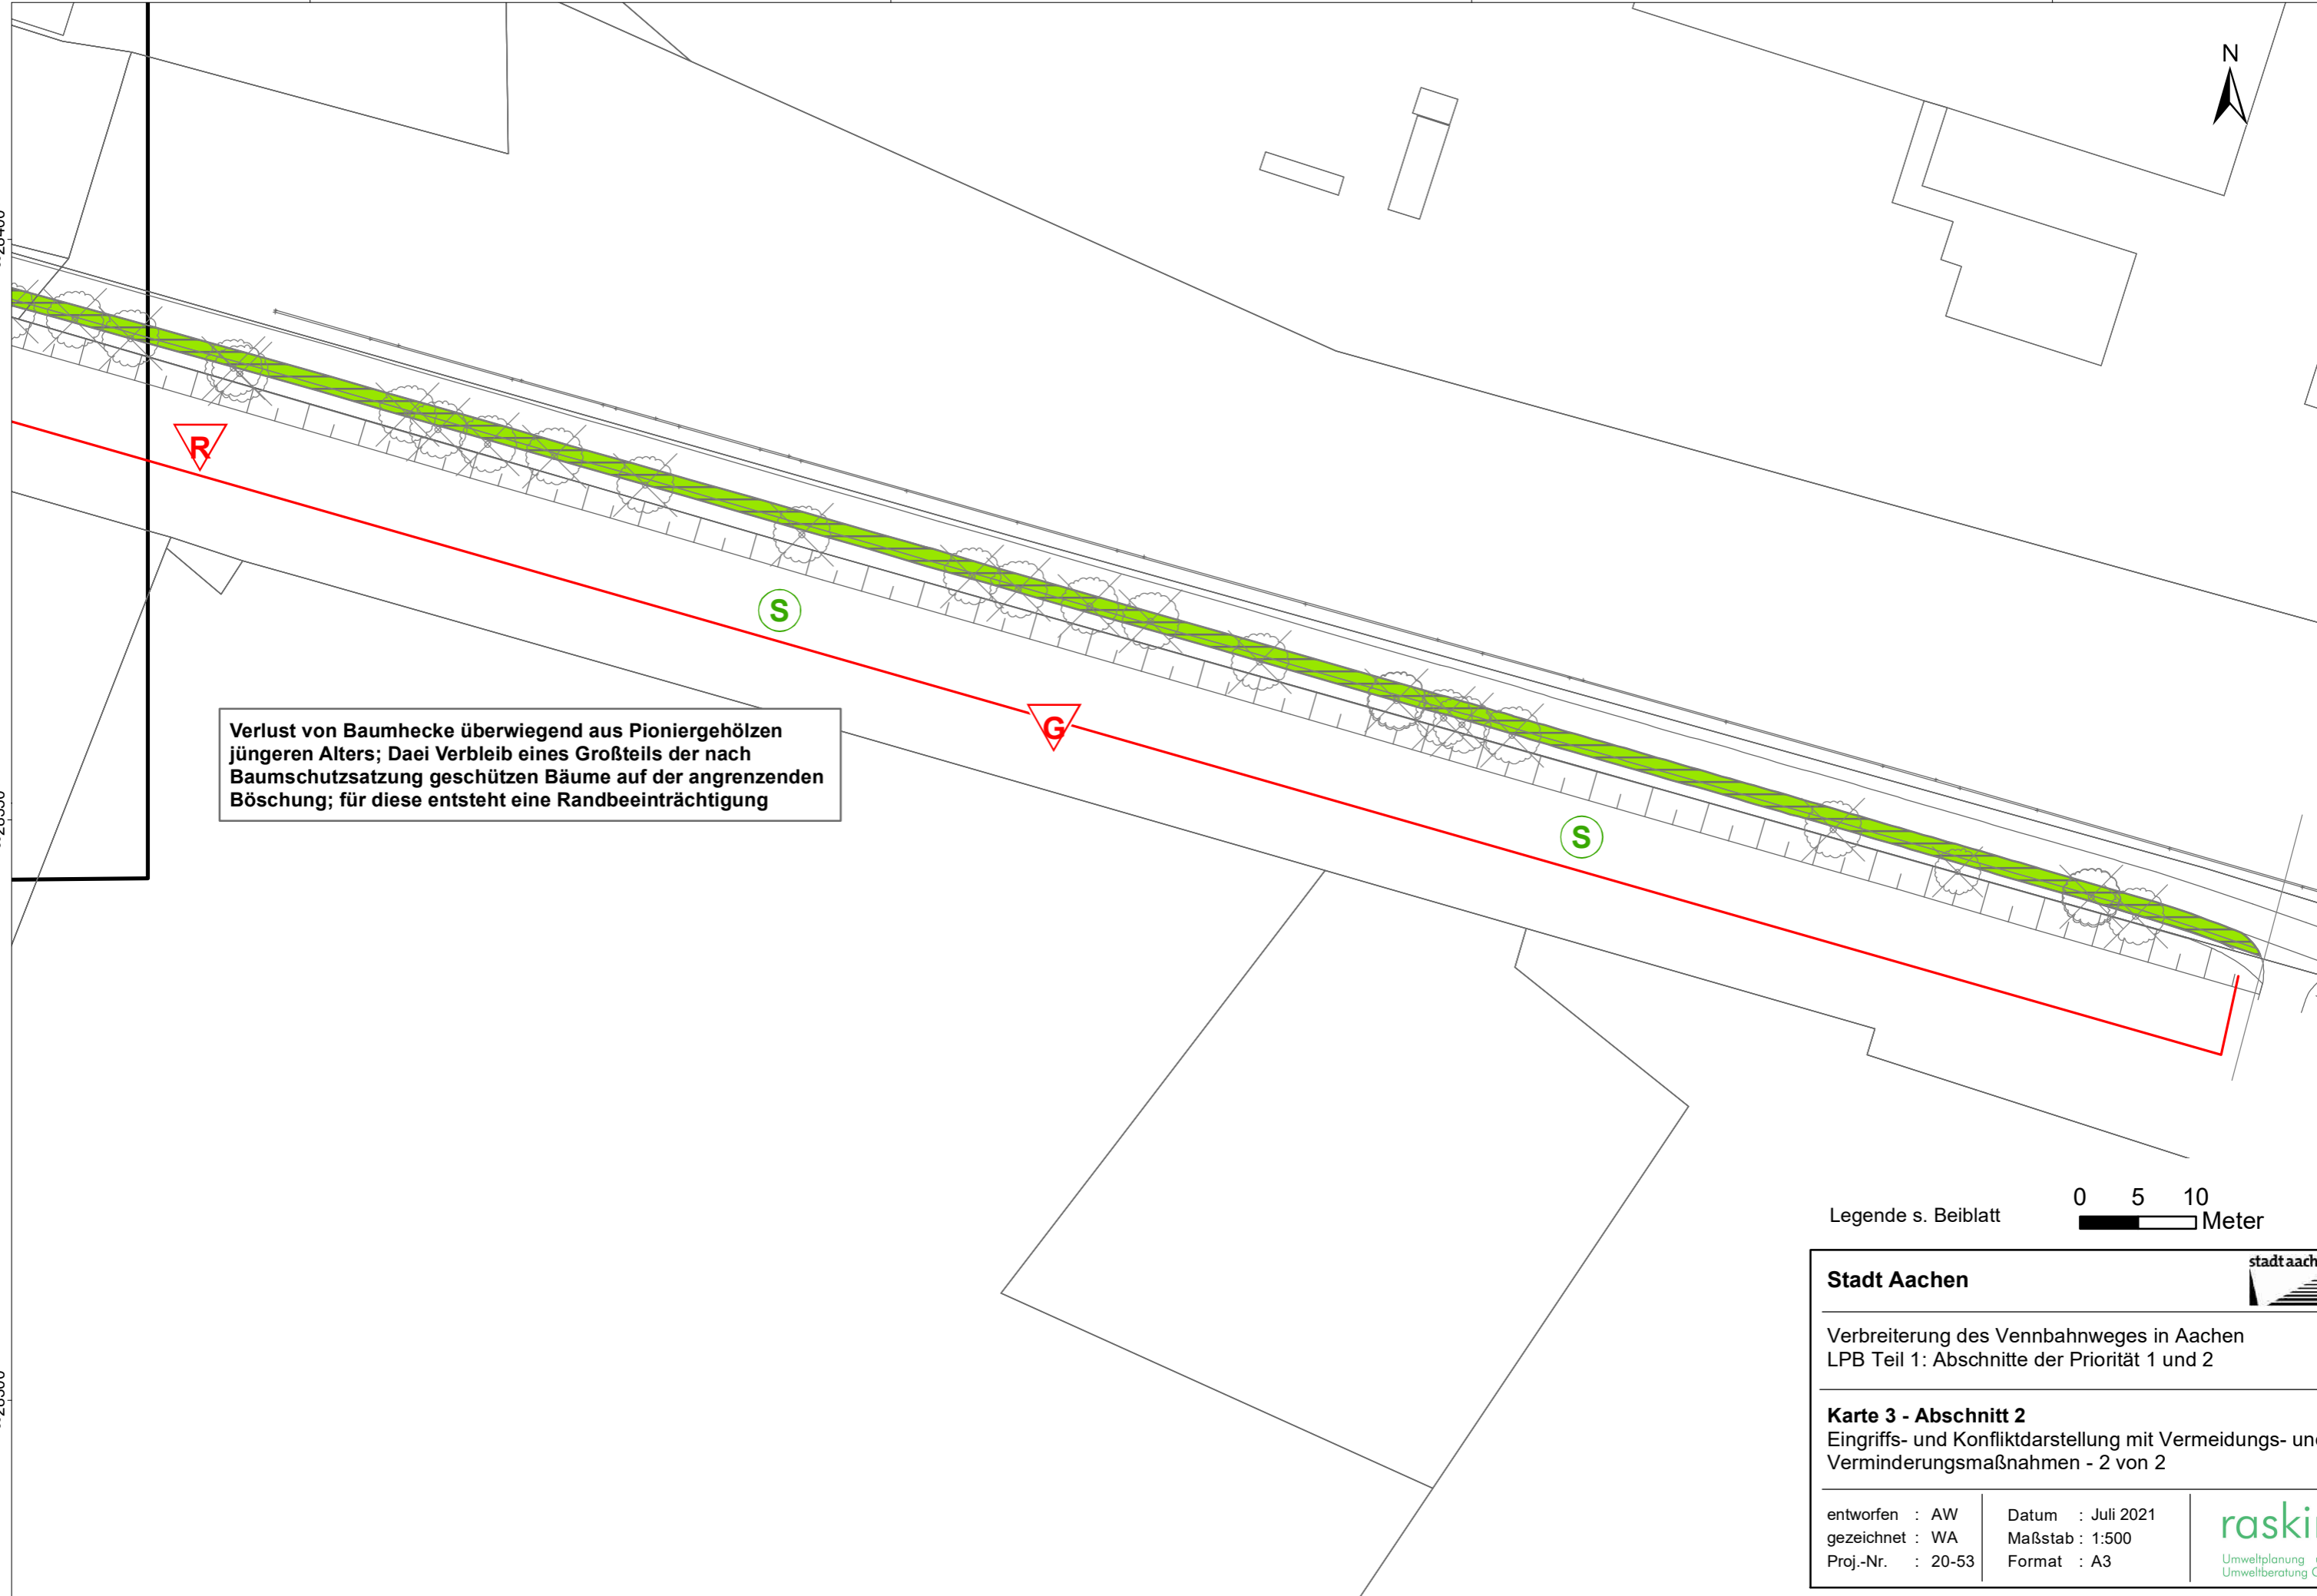 N
R
S
Verlust von Baumhecke überwiegend aus Pioniergehölzen
jüngeren Alters; Daei Verbleib eines Großteils der nach
Baumschutzsatzung geschützen Bäume auf der angrenzenden
Böschung; für diese entsteht eine Randbeeinträchtigung
G
S
Legende s. Beiblatt
0 5 10
Meter
Stadt Aachen
Verbreiterung des Vennbahnweges in Aachen
LPB Teil 1: Abschnitte der Priorität 1 und 2
Karte 3 - Abschnitt 2
Eingriffs- und Konfliktdarstellung mit Vermeidungs-
Verminderungsmaßnahmen - 2 von 2
entworfen : AW
gezeichnet : WA
Proj.-Nr. : 20-53
Datum : Juli 2021
Maßstab : 1:500
Format : A3
Umweltplanung
Umweltberatung